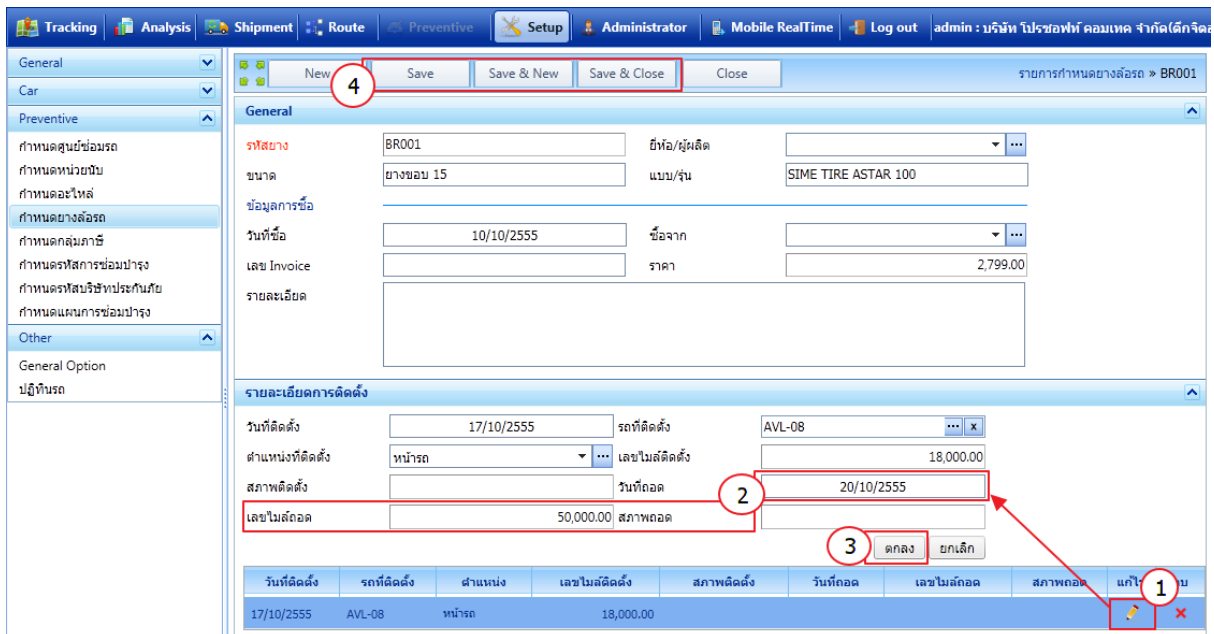 Tracking Analysis Shipment Route Preventive Setup Administrator Mobile RealTime Log out admin : บริษัท โปรซอฟท์ คอมเทค จำกัด(ตึกจิตอ
General
Car
Preventive
กำหนดศูนย์ซ่อมรถ
กำหนดหน่วยนับ
กำหนดอะไหล่
กำหนดยางล้อรถ
กำหนดกลุ่มภาษี
กำหนดรหัสการซ่อมบำรุง
กำหนดรหัสบริษัทประกันภัย
กำหนดแผนการซ่อมบำรุง
Other
General Option
ปฏิทินรถ
New Save Save & New Save & Close Close รายการกำหนดยางล้อรถ » BR001
4
General
รหัสยาง BR001 ยี่ห้อ/ผู้ผลิต
ขนาด ยางขอบ 15 แบบ/รุ่น SIME TIRE ASTAR 100
ข้อมูลการซื้อ
วันที่ซื้อ 10/10/2555 ซื้อจาก
เลข Invoice ราคา 2,799.00
รายละเอียด
รายละเอียดการติดตั้ง
วันที่ติดตั้ง 17/10/2555 รถที่ติดตั้ง AVL-08 x
ตำแหน่งที่ติดตั้ง หน้ารถ เลขไมล์ติดตั้ง 18,000.00
สภาพติดตั้ง วันที่ถอด 20/10/2555
2
เลขไมล์ถอด 50,000.00 สภาพถอด
3 ตกลง ยกเลิก
วันที่ติดตั้ง รถที่ติดตั้ง ตำแหน่ง เลขไมล์ติดตั้ง สภาพติดตั้ง วันที่ถอด เลขไมล์ถอด สภาพถอด
1
17/10/2555 AVL-08 หน้ารถ 18,000.00